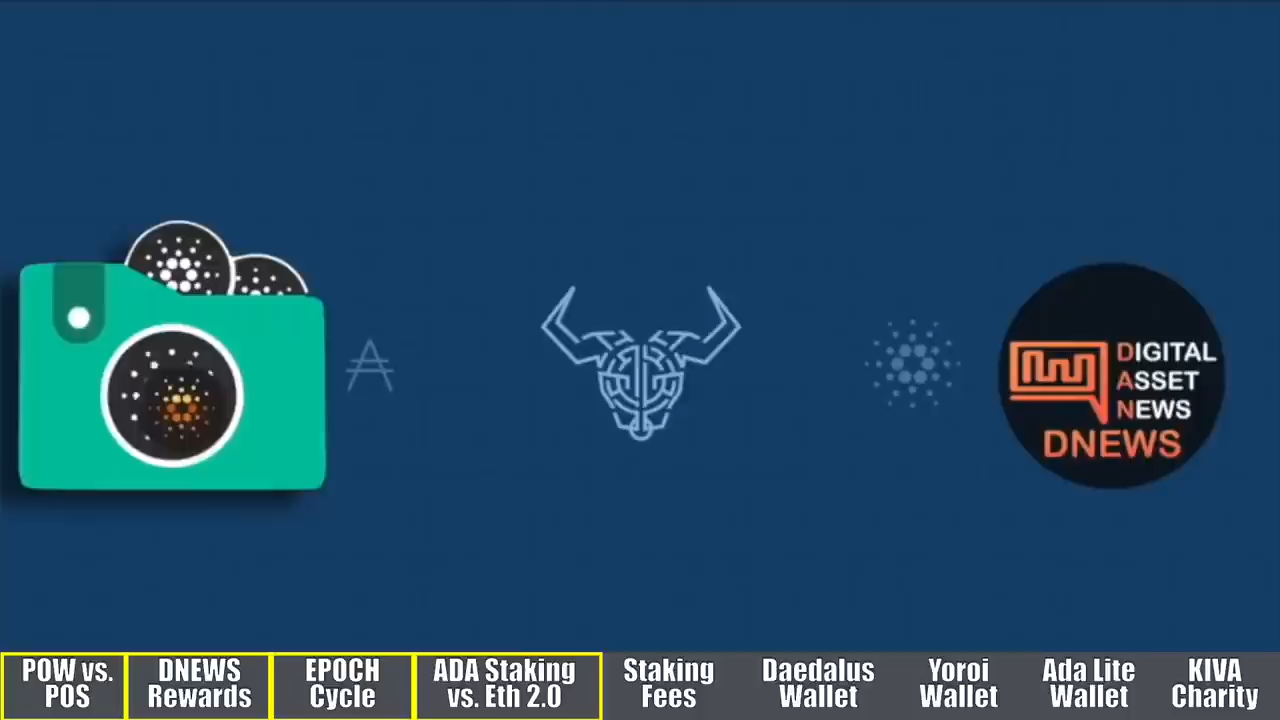 DIGITAL
ASSET
NEWS
DNEWS
POW vs.
POS
DNEWS
Rewards
EPOCH
Cycle
ADA Staking
vs. Eth 2.0
Staking
Fees
Daedalus
Wallet
Yoroi
Wallet
Ada Lite
Wallet
KIVA
Charity